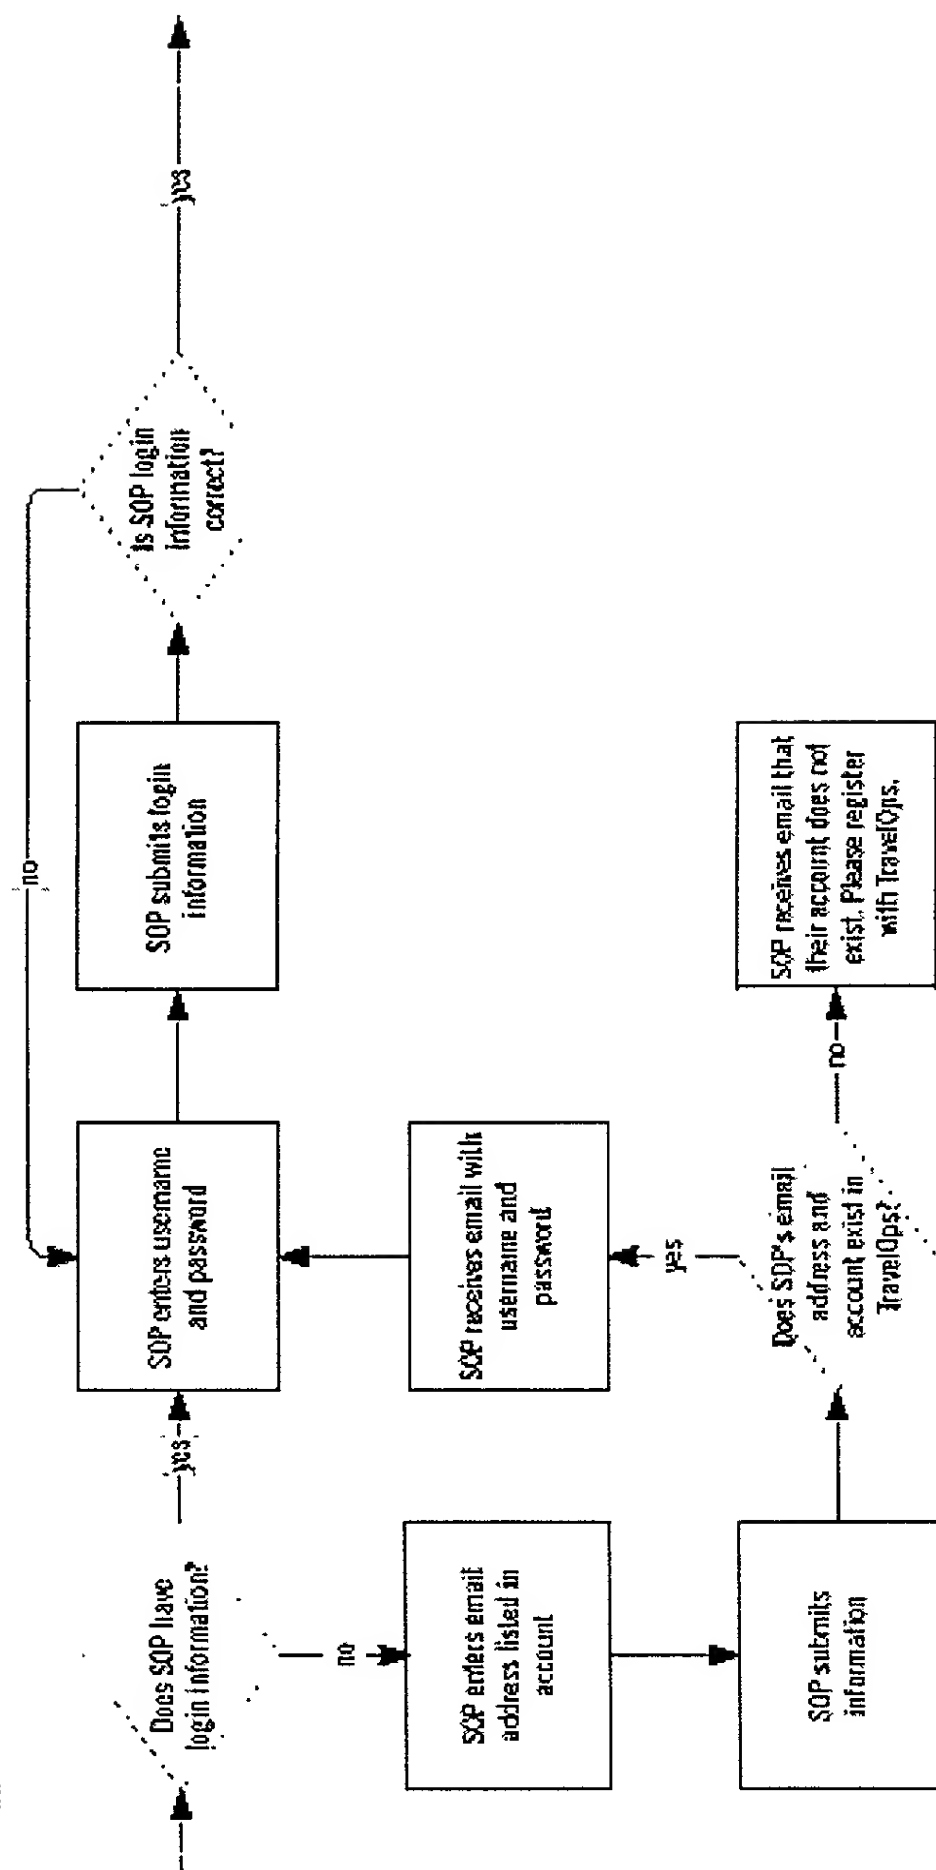 Does SOP have
login information?
yes
no
SOP enters username
and password
SOP submits login
information
Is SOP login
information
correct?
no
yes
SOP enters email
address listed in
account
SOP receives email with
username and
password
yes
SOP submits
information
Does SOP's email
address and
account exist in
TravelOps?
no
SOP receives email that
their account does not
exist. Please register
with TravelOps.